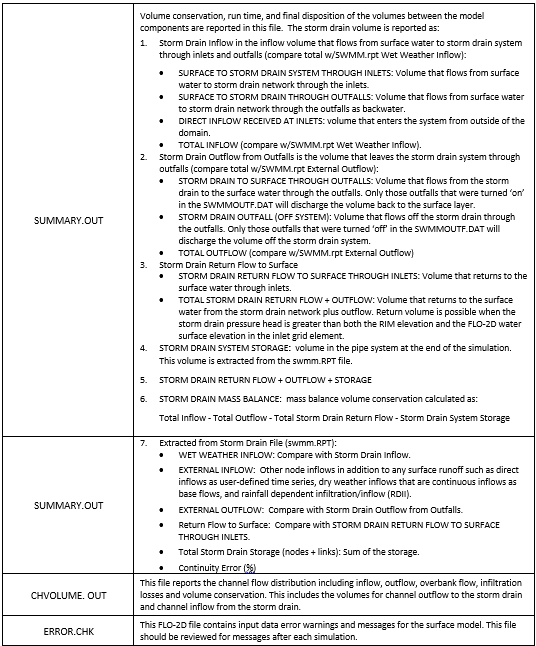 Volume conservation, run time, and final disposition of the volumes between the model
components are reported in this file. The storm drain volume is reported as:
1. Storm Drain Inflow in the inflow volume that flows from surface water to storm drain system
through inlets and outfalls (compare total w/SWMM.rpt Wet Weather Inflow):
• SURFACE TO STORM DRAIN SYSTEM THROUGH INLETS: Volume that flows from surface
water to storm drain network through the inlets.
• SURFACE TO STORM DRAIN THROUGH OUTFALLS: Volume that flows from surface water
to storm drain network through the outfalls as backwater.
• DIRECT INFLOW RECEIVED AT INLETS: volume that enters the system from outside of the
domain.
• TOTAL INFLOW (compare w/SWMM.rpt Wet Weather Inflow).
2. Storm Drain Outflow from Outfalls is the volume that leaves the storm drain system through
outfalls (compare total w/SWMM.rpt External Outflow):
• STORM DRAIN TO SURFACE THROUGH OUTFALLS: Volume that flows from the storm
drain to the surface water through the outfalls. Only those outfalls that were turned 'on'
in the SWMMOUTF.DAT will discharge the volume back to the surface layer.
SUMMARY.OUT
• STORM DRAIN OUTFALL (OFF SYSTEM): Volume that flows off the storm drain through
the outfalls. Only those outfalls that were turned 'off' in the SWMMOUTF.DAT will
discharge the volume off the storm drain system.
• TOTAL OUTFLOW (compare w/SWMM.rpt External Outflow)
3. Storm Drain Return Flow to Surface
• STORM DRAIN RETURN FLOW TO SURFACE THROUGH INLETS: Volume that returns to the
surface water through inlets.
• TOTAL STORM DRAIN RETURN FLOW + OUTFLOW: Volume that returns to the surface
water from the storm drain network plus outflow. Return volume is possible when the
storm drain pressure head is greater than both the RIM elevation and the FLO-2D water
surface elevation in the inlet grid element.
4. STORM DRAIN SYSTEM STORAGE: volume in the pipe system at the end of the simulation.
This volume is extracted from the swmm.RPT file.
5. STORM DRAIN RETURN FLOW + OUTFLOW + STORAGE
6. STORM DRAIN MASS BALANCE: mass balance volume conservation calculated as:
Total Inflow - Total Outflow - Total Storm Drain Return Flow - Storm Drain System Storage
7. Extracted from Storm Drain File (swmm.RPT):
• WET WEATHER INFLOW: Compare with Storm Drain Inflow.
• EXTERNAL INFLOW: Other node inflows in addition to any surface runoff such as direct
inflows as user-defined time series, dry weather inflows that are continuous inflows as
base flows, and rainfall dependent infiltration/inflow (RDII).
SUMMARY.OUT
• EXTERNAL OUTFLOW: Compare with Storm Drain Outflow from Outfalls.
• Return Flow to Surface: Compare with STORM DRAIN RETURN FLOW TO SURFACE
THROUGH INLETS.
• Total Storm Drain Storage (nodes + links): Sum of the storage.
• Continuity Error (%)
CHVOLUME. OUT
This file reports the channel flow distribution including inflow, outflow, overbank flow, infiltration
losses and volume conservation. This includes the volumes for channel outflow to the storm drain
and channel inflow from the storm drain.
ERROR.CHK
This FLO-2D file contains input data error warnings and messages for the surface model. This file
should be reviewed for messages after each simulation.